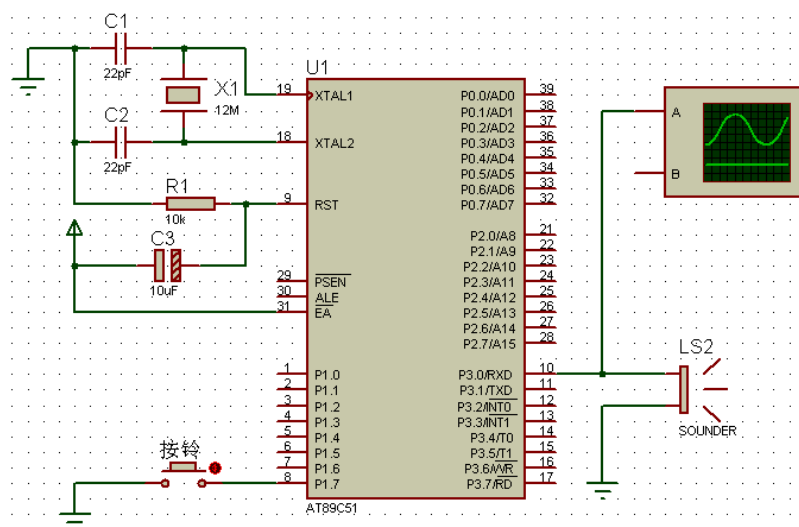 C1
22pF
C2
22pF
X1
12M
R1
10k
C3
10uF
U1
19 XTAL1
18 XTAL2
9 RST
29 PSEN
30 ALE
31 EA
1 P1.0
2 P1.1
3 P1.2
4 P1.3
5 P1.4
6 P1.5
7 P1.6
8 P1.7
P0.0/AD0 39
P0.1/AD1 38
P0.2/AD2 37
P0.3/AD3 36
P0.4/AD4 35
P0.5/AD5 34
P0.6/AD6 33
P0.7/AD7 32
P2.0/A8 21
P2.1/A9 22
P2.2/A10 23
P2.3/A11 24
P2.4/A12 25
P2.5/A13 26
P2.6/A14 27
P2.7/A15 28
P3.0/RXD 10
P3.1/TXD 11
P3.2/INT0 12
P3.3/INT1 13
P3.4/T0 14
P3.5/T1 15
P3.6/WR 16
P3.7/RD 17
AT89C51
按铃
A
B
LS2
SOUNDER